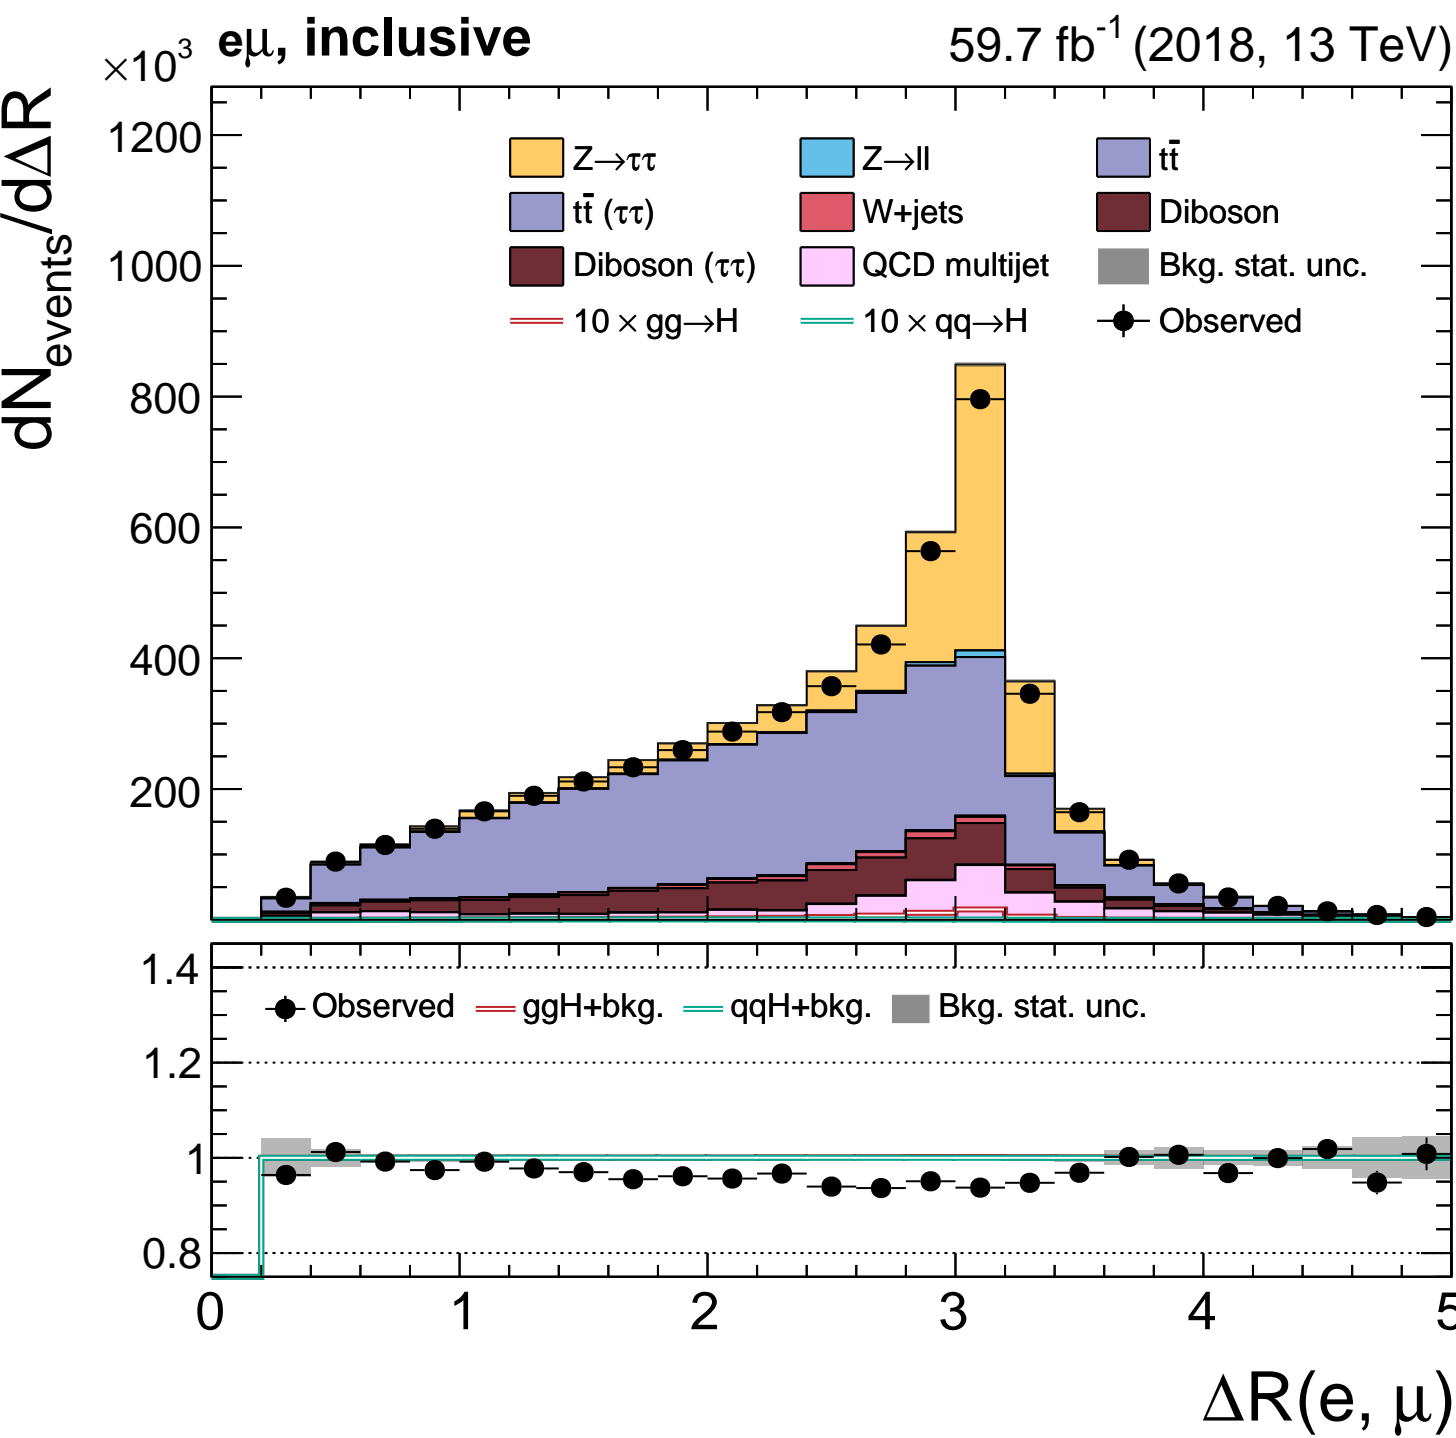 ×10³ eμ, inclusive 59.7 fb⁻¹ (2018, 13 TeV)
dN_events/dΔR
1200
1000
800
600
400
200
Z→ττ Z→ll tt̄
tt̄ (ττ) W+jets Diboson
Diboson (ττ) QCD multijet Bkg. stat. unc.
10 × gg→H 10 × qq→H Observed
1.4
1.2
1
0.8
Observed ggH+bkg. qqH+bkg. Bkg. stat. unc.
0 1 2 3 4 5
ΔR(e, μ)